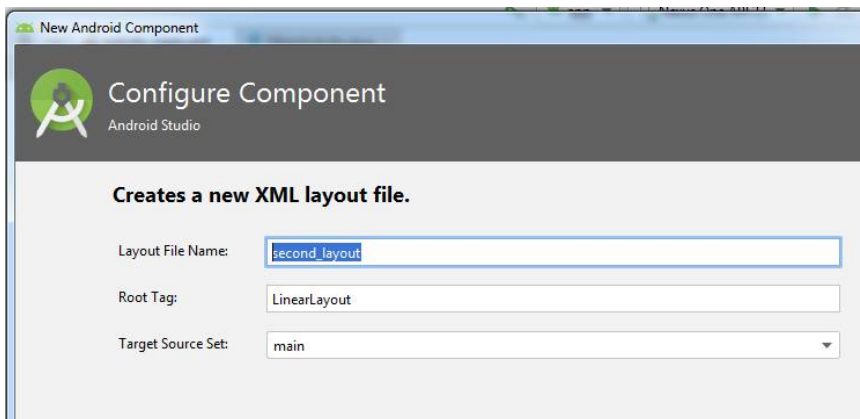 New Android Component
Configure Component
Android Studio
Creates a new XML layout file.
Layout File Name: second_layout
Root Tag: LinearLayout
Target Source Set: main